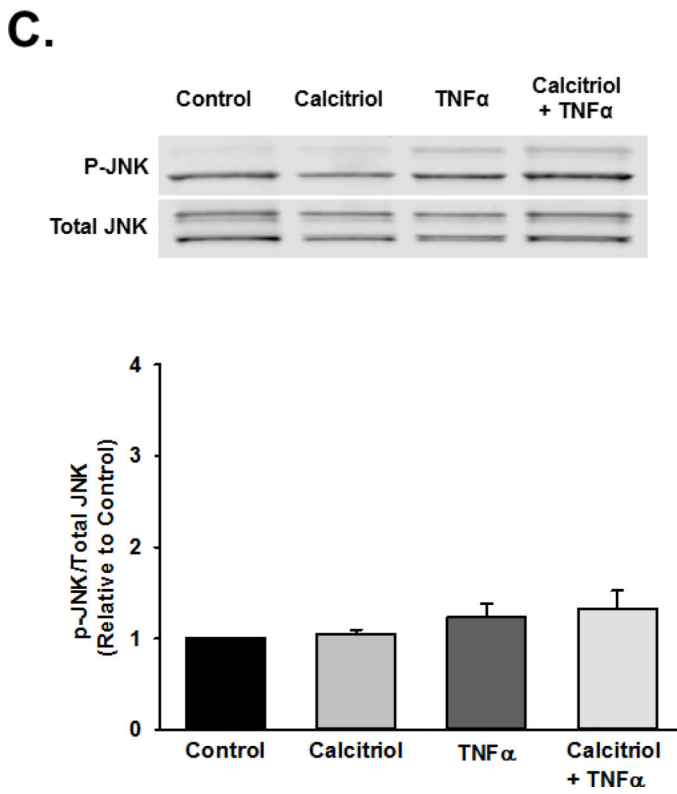 C.
Control Calcitriol TNFα Calcitriol
+ TNFα
P-JNK
Total JNK
4
3
2
1
0
p-JNK/Total JNK
(Relative to Control)
Control Calcitriol TNFα Calcitriol
+ TNFα